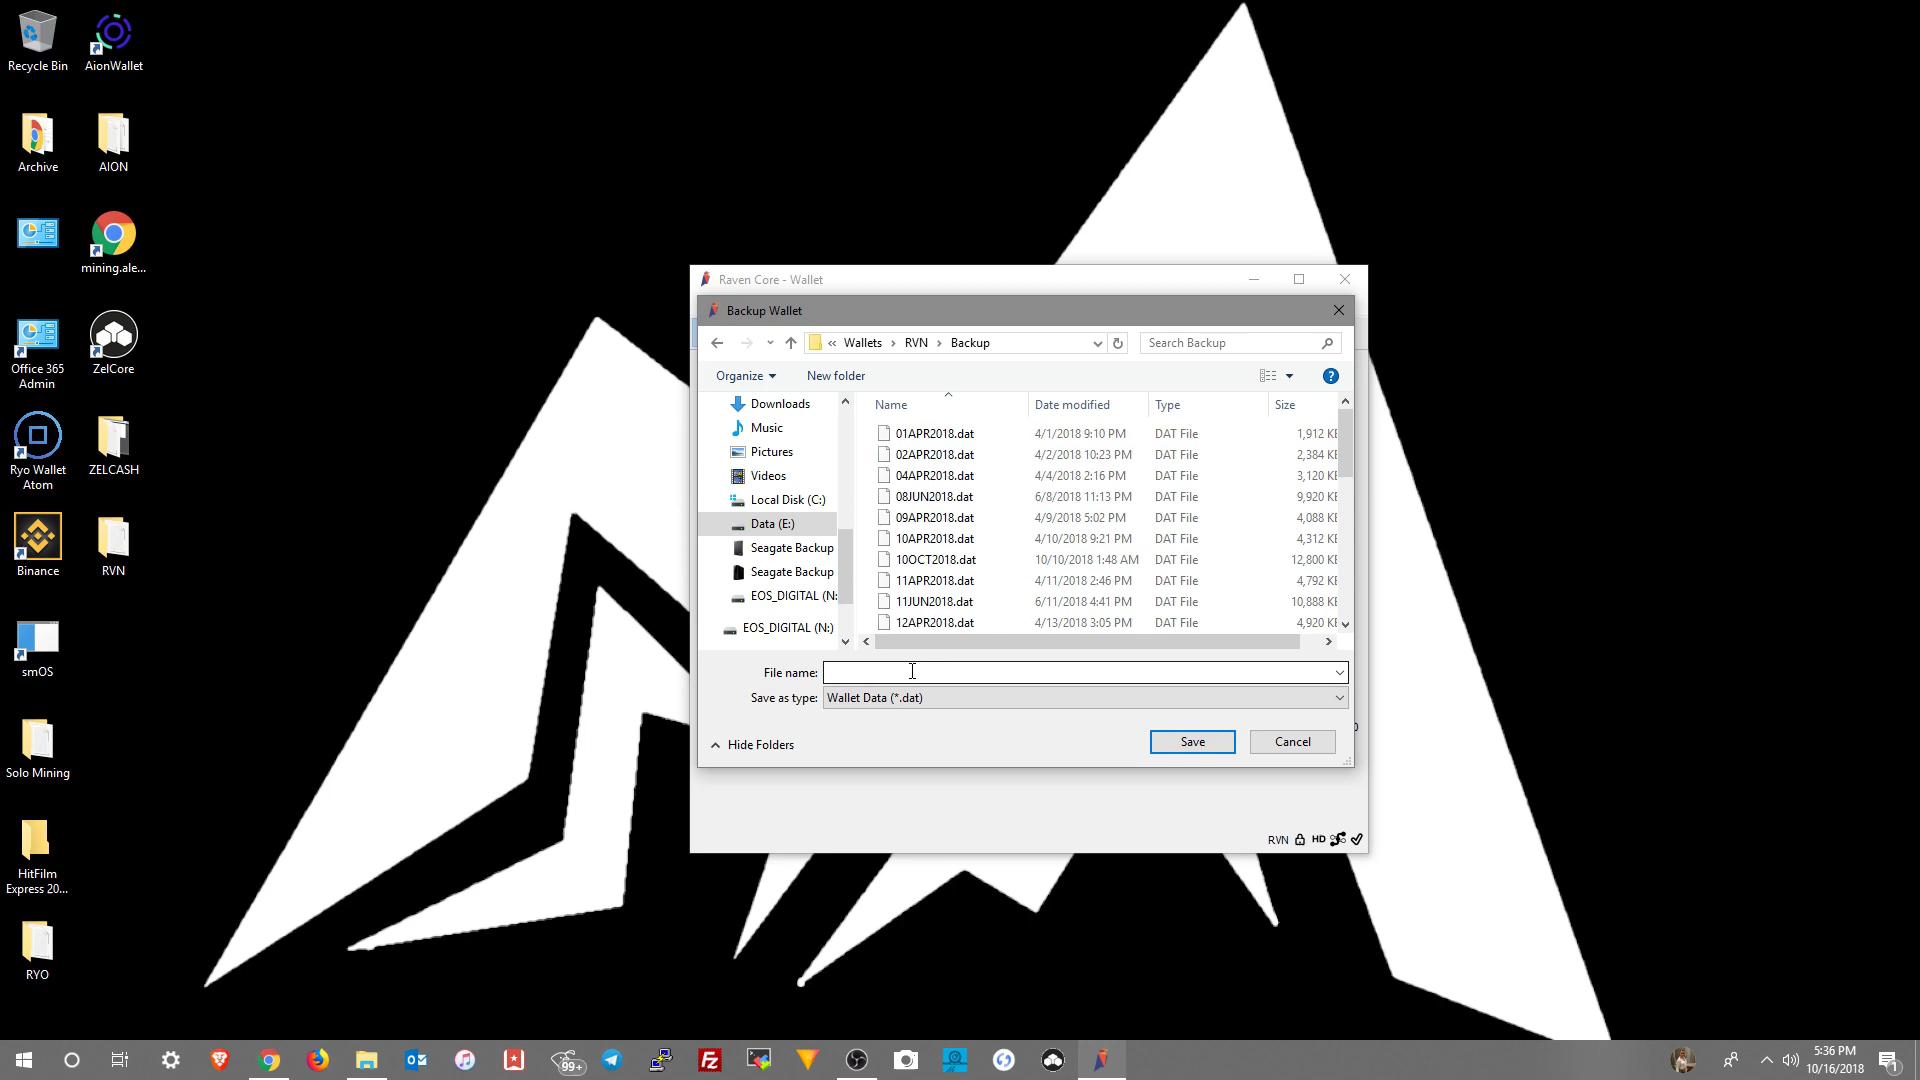 Recycle Bin
AionWallet
Archive
AION
mining.ale...
Office 365
Admin
ZelCore
Ryo Wallet
Atom
ZELCASH
Binance
RVN
smOS
Solo Mining
HitFilm
Express 20...
RYO
Raven Core - Wallet
Backup Wallet
« Wallets › RVN › Backup
Search Backup
Organize
New folder
?
Downloads
Music
Pictures
Videos
Local Disk (C:)
Data (E:)
Seagate Backup
Seagate Backup
EOS_DIGITAL (N:
EOS_DIGITAL (N:)
Name Date modified Type Size
01APR2018.dat 4/1/2018 9:10 PM DAT File 1,912 KB
02APR2018.dat 4/2/2018 10:23 PM DAT File 2,384 KB
04APR2018.dat 4/4/2018 2:16 PM DAT File 3,120 KB
08JUN2018.dat 6/8/2018 11:13 PM DAT File 9,920 KB
09APR2018.dat 4/9/2018 5:02 PM DAT File 4,088 KB
10APR2018.dat 4/10/2018 9:21 PM DAT File 4,312 KB
10OCT2018.dat 10/10/2018 1:48 AM DAT File 12,800 KB
11APR2018.dat 4/11/2018 2:46 PM DAT File 4,792 KB
11JUN2018.dat 6/11/2018 4:41 PM DAT File 10,888 KB
12APR2018.dat 4/13/2018 3:05 PM DAT File 4,920 KB
File name:
Save as type: Wallet Data (*.dat)
Hide Folders
Save
Cancel
RVN HD
99+
5:36 PM
10/16/2018
1